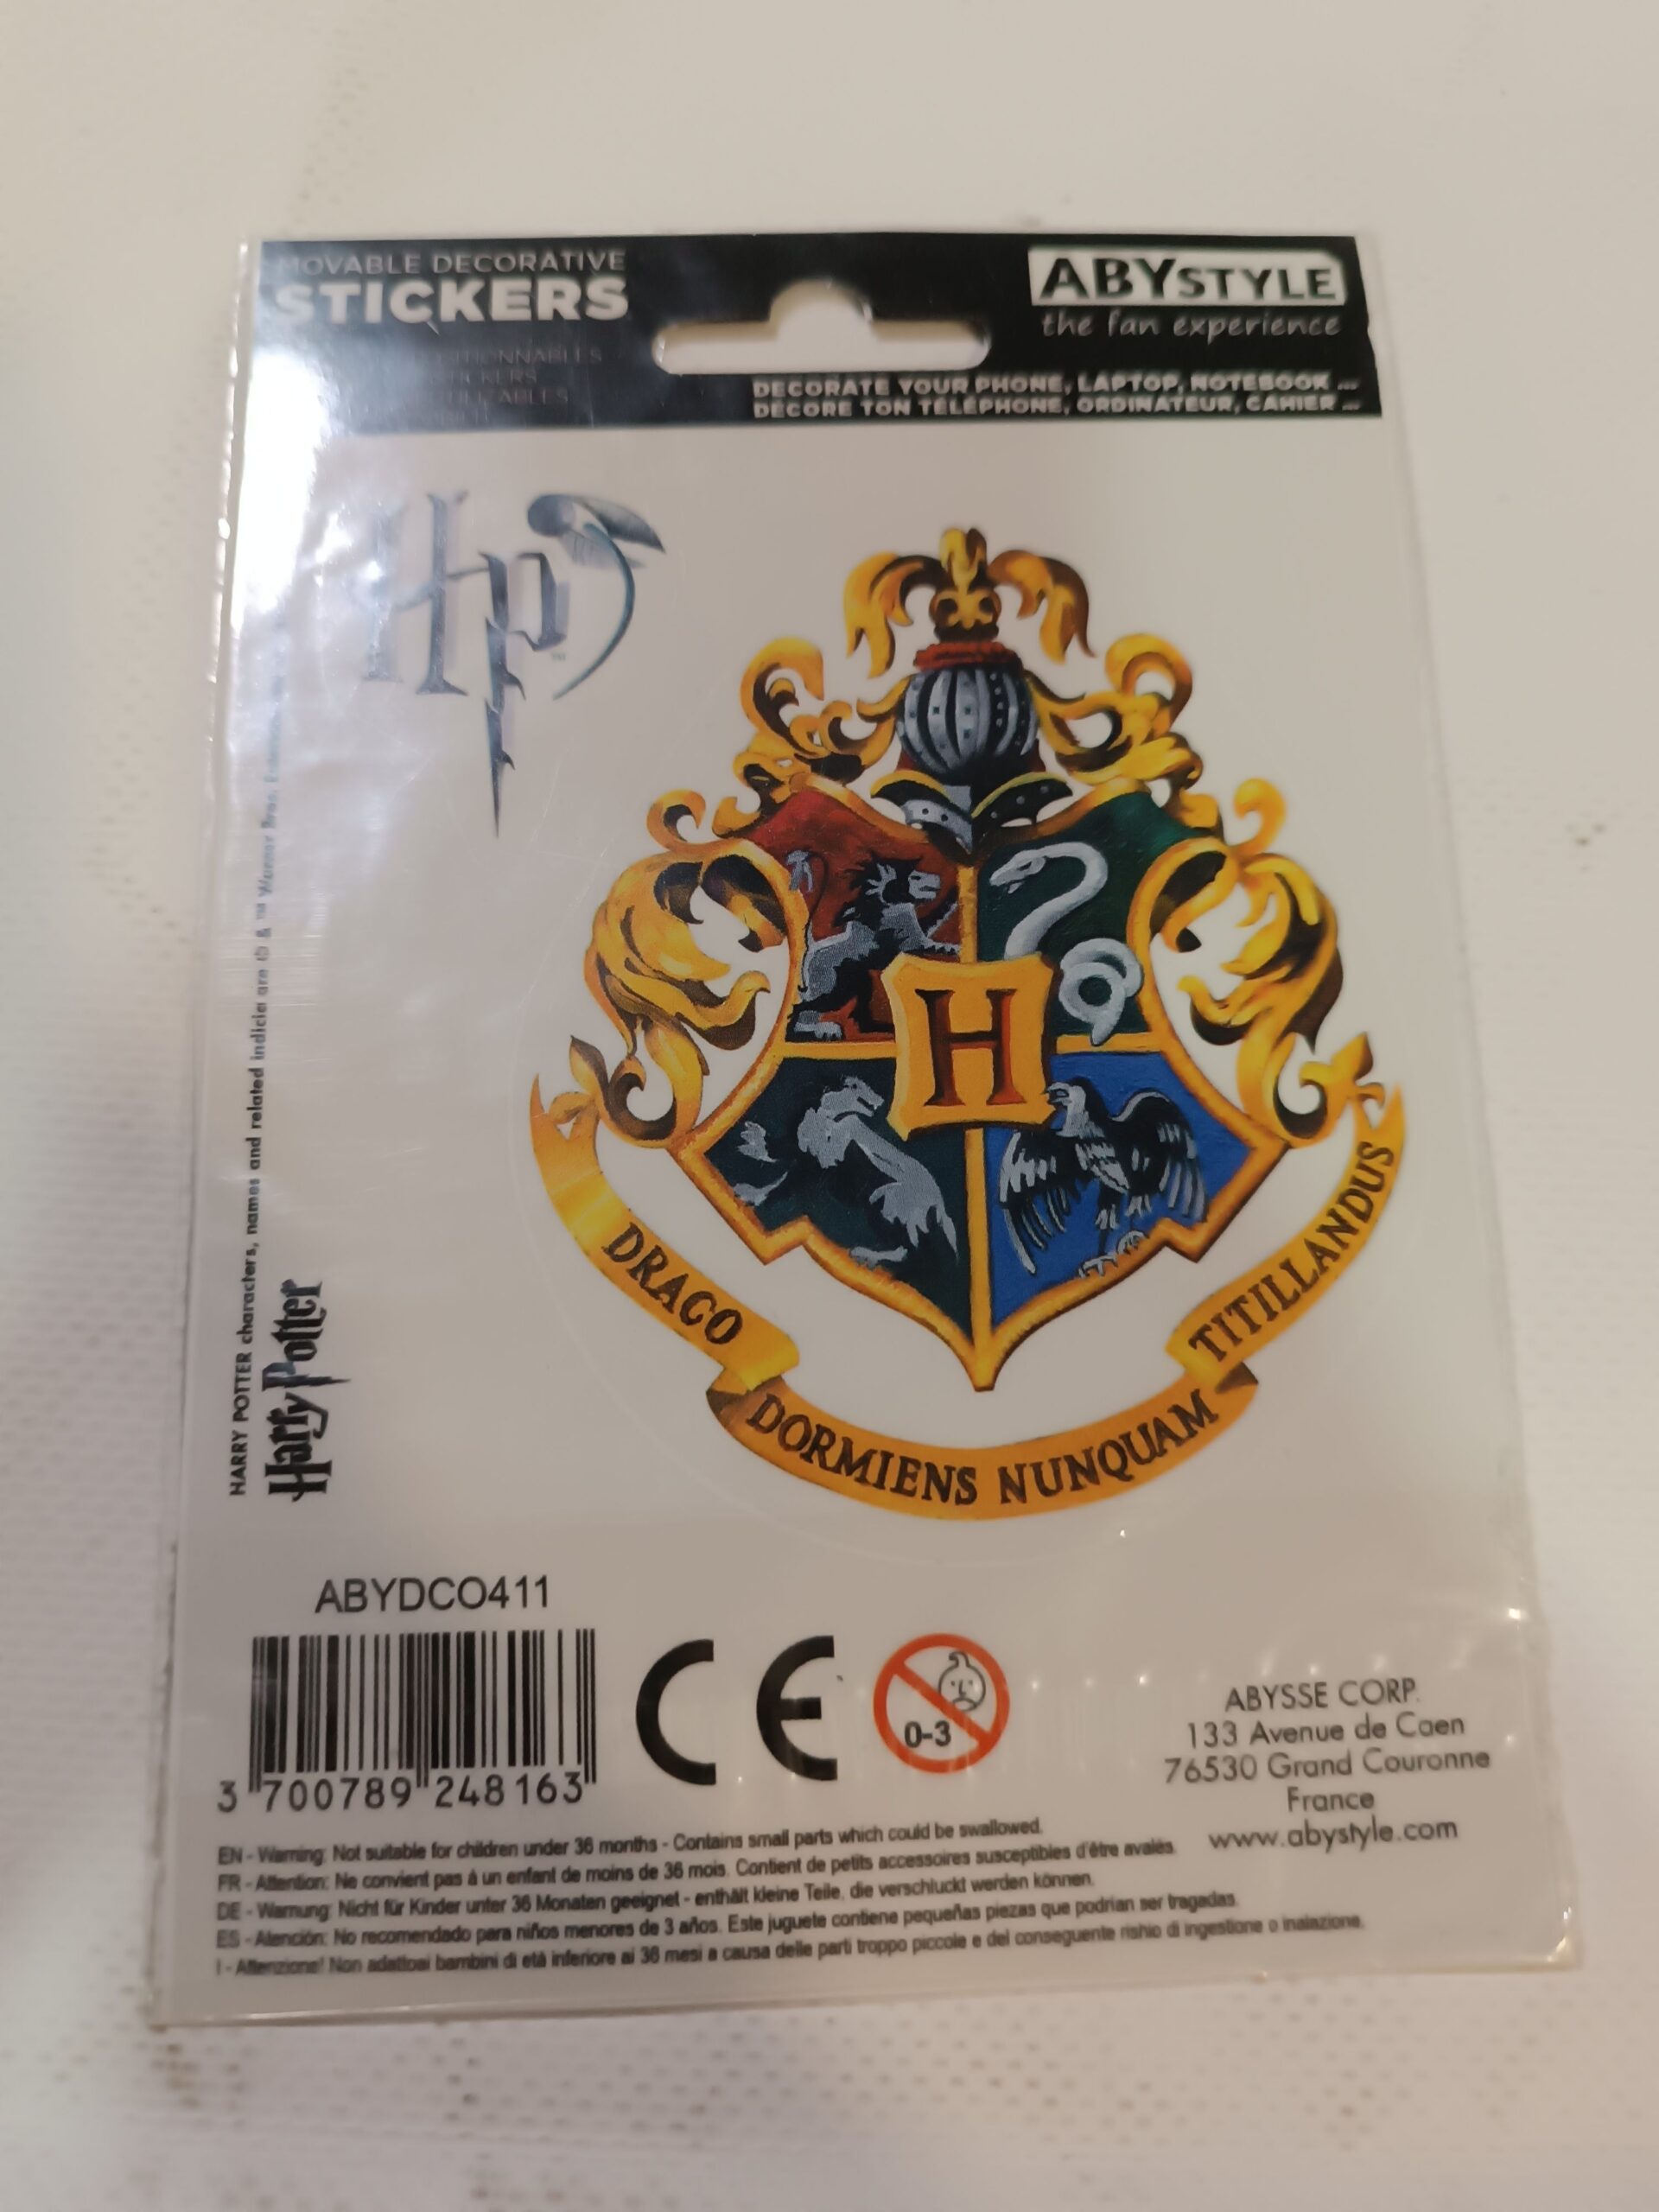 MOVABLE DECORATIVE
STICKERS
ABYSTYLE
the fan experience
DECORATE YOUR PHONE, LAPTOP, NOTEBOOK ...
DÉCORE TON TÉLÉPHONE, ORDINATEUR, CAHIER ...
HP
H
DRACO
DORMIENS NUNQUAM
TITILLANDUS
HARRY POTTER characters, names and related indicia are © & ™ Warner Bros.
Harry Potter
ABYDCO411
3 700789 248163
CE
0-3
ABYSSE CORP.
133 Avenue de Caen
76530 Grand Couronne
France
www.abystyle.com
EN - Warning: Not suitable for children under 36 months - Contains small parts which could be swallowed.
FR - Attention: Ne convient pas à un enfant de moins de 36 mois. Contient de petits accessoires susceptibles d'être avalés.
DE - Warnung: Nicht für Kinder unter 36 Monaten geeignet - enthält kleine Teile, die verschluckt werden können.
ES - Atención: No recomendado para niños menores de 3 años. Este juguete contiene pequeñas piezas que podrían ser tragadas.
I - Attenzione! Non adattoai bambini di età inferiore ai 36 mesi a causa delle parti troppo piccole e del conseguente rishio di ingestione o inalazione.